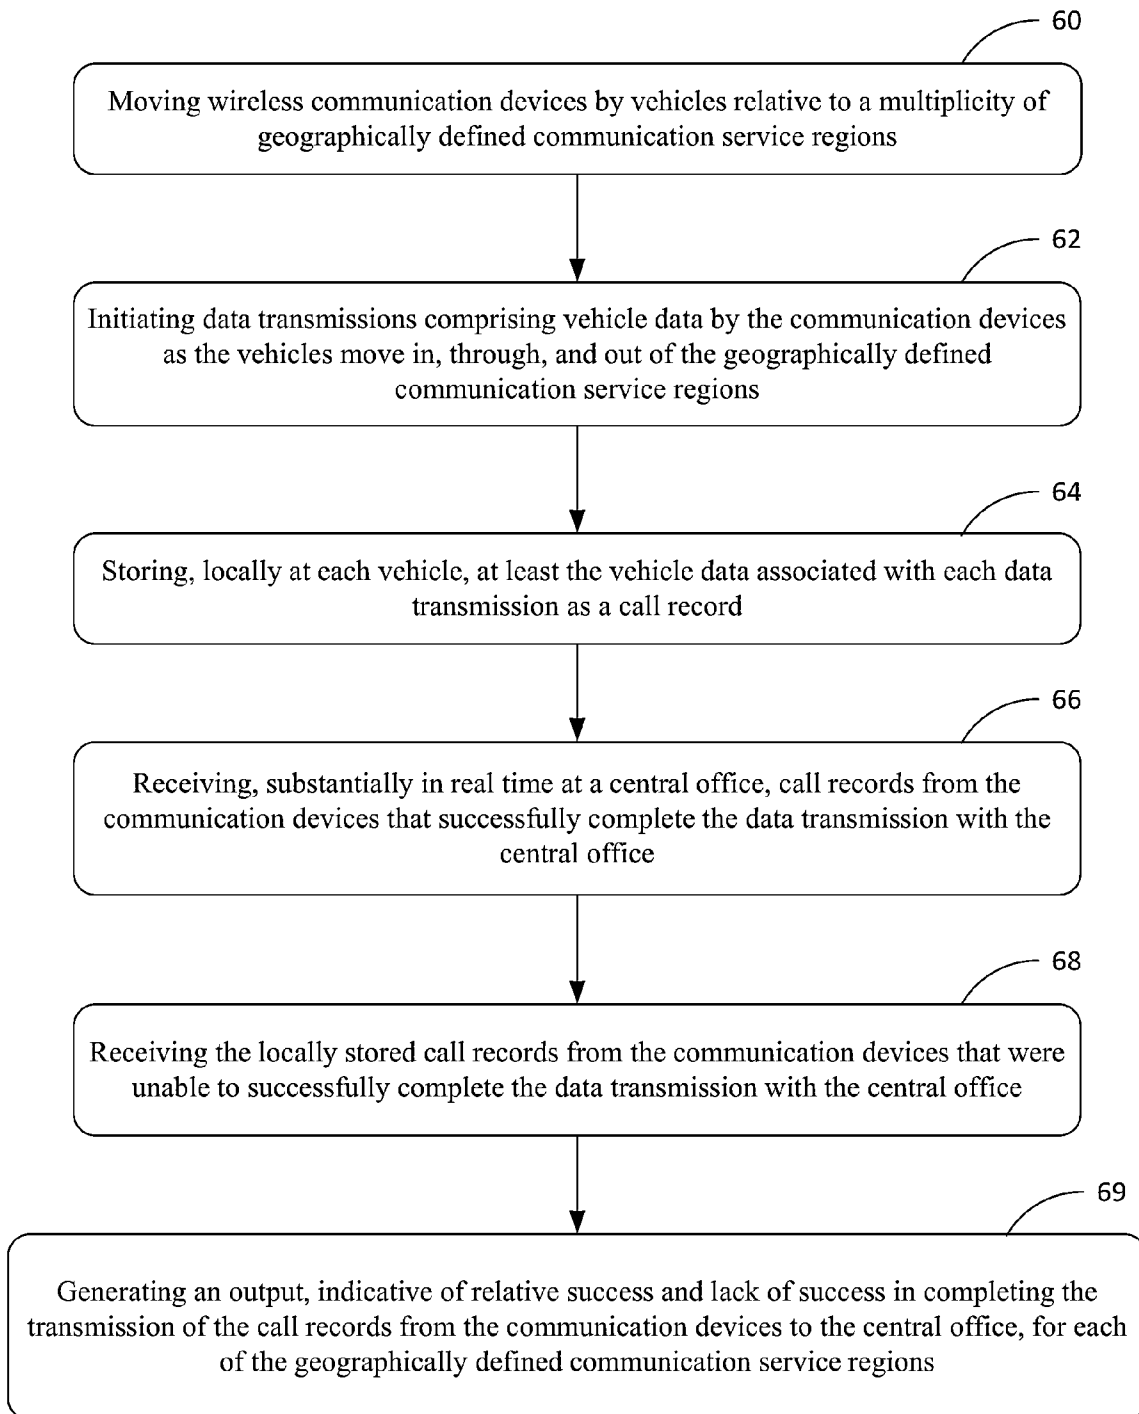 60
Moving wireless communication devices by vehicles relative to a multiplicity of
geographically defined communication service regions
62
Initiating data transmissions comprising vehicle data by the communication devices
as the vehicles move in, through, and out of the geographically defined
communication service regions
64
Storing, locally at each vehicle, at least the vehicle data associated with each data
transmission as a call record
66
Receiving, substantially in real time at a central office, call records from the
communication devices that successfully complete the data transmission with the
central office
68
Receiving the locally stored call records from the communication devices that were
unable to successfully complete the data transmission with the central office
69
Generating an output, indicative of relative success and lack of success in completing the
transmission of the call records from the communication devices to the central office, for each
of the geographically defined communication service regions